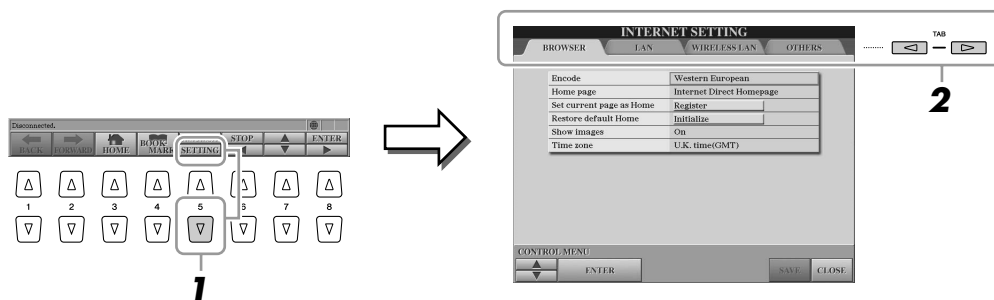 Disconnected.
BACK FORWARD HOME BOOK MARK SETTING STOP ENTER
1 2 3 4 5 6 7 8
1
INTERNET SETTING
BROWSER LAN WIRELESS LAN OTHERS
TAB
2
Encode Western European
Home page Internet Direct Homepage
Set current page as Home Register
Restore default Home Initialize
Show images On
Time zone U.K. time(GMT)
CONTROL MENU
ENTER SAVE CLOSE